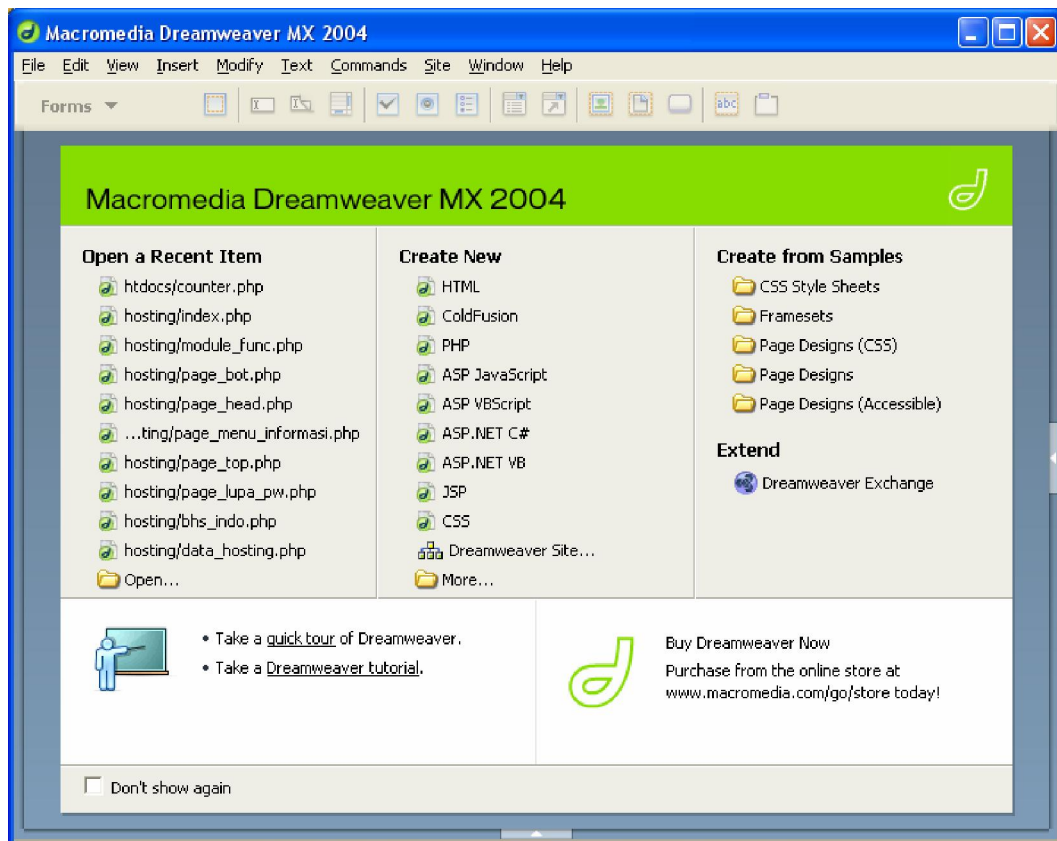 Macromedia Dreamweaver MX 2004
File Edit View Insert Modify Text Commands Site Window Help
Forms
abc
Macromedia Dreamweaver MX 2004
Open a Recent Item
htdocs/counter.php
hosting/index.php
hosting/module_func.php
hosting/page_bot.php
hosting/page_head.php
...ting/page_menu_informasi.php
hosting/page_top.php
hosting/page_lupa_pw.php
hosting/bhs_indo.php
hosting/data_hosting.php
Open...
Create New
HTML
ColdFusion
PHP
ASP JavaScript
ASP VBScript
ASP.NET C#
ASP.NET VB
JSP
CSS
Dreamweaver Site...
More...
Create from Samples
CSS Style Sheets
Framesets
Page Designs (CSS)
Page Designs
Page Designs (Accessible)
Extend
Dreamweaver Exchange
• Take a quick tour of Dreamweaver.
• Take a Dreamweaver tutorial.
Buy Dreamweaver Now
Purchase from the online store at
www.macromedia.com/go/store today!
Don't show again